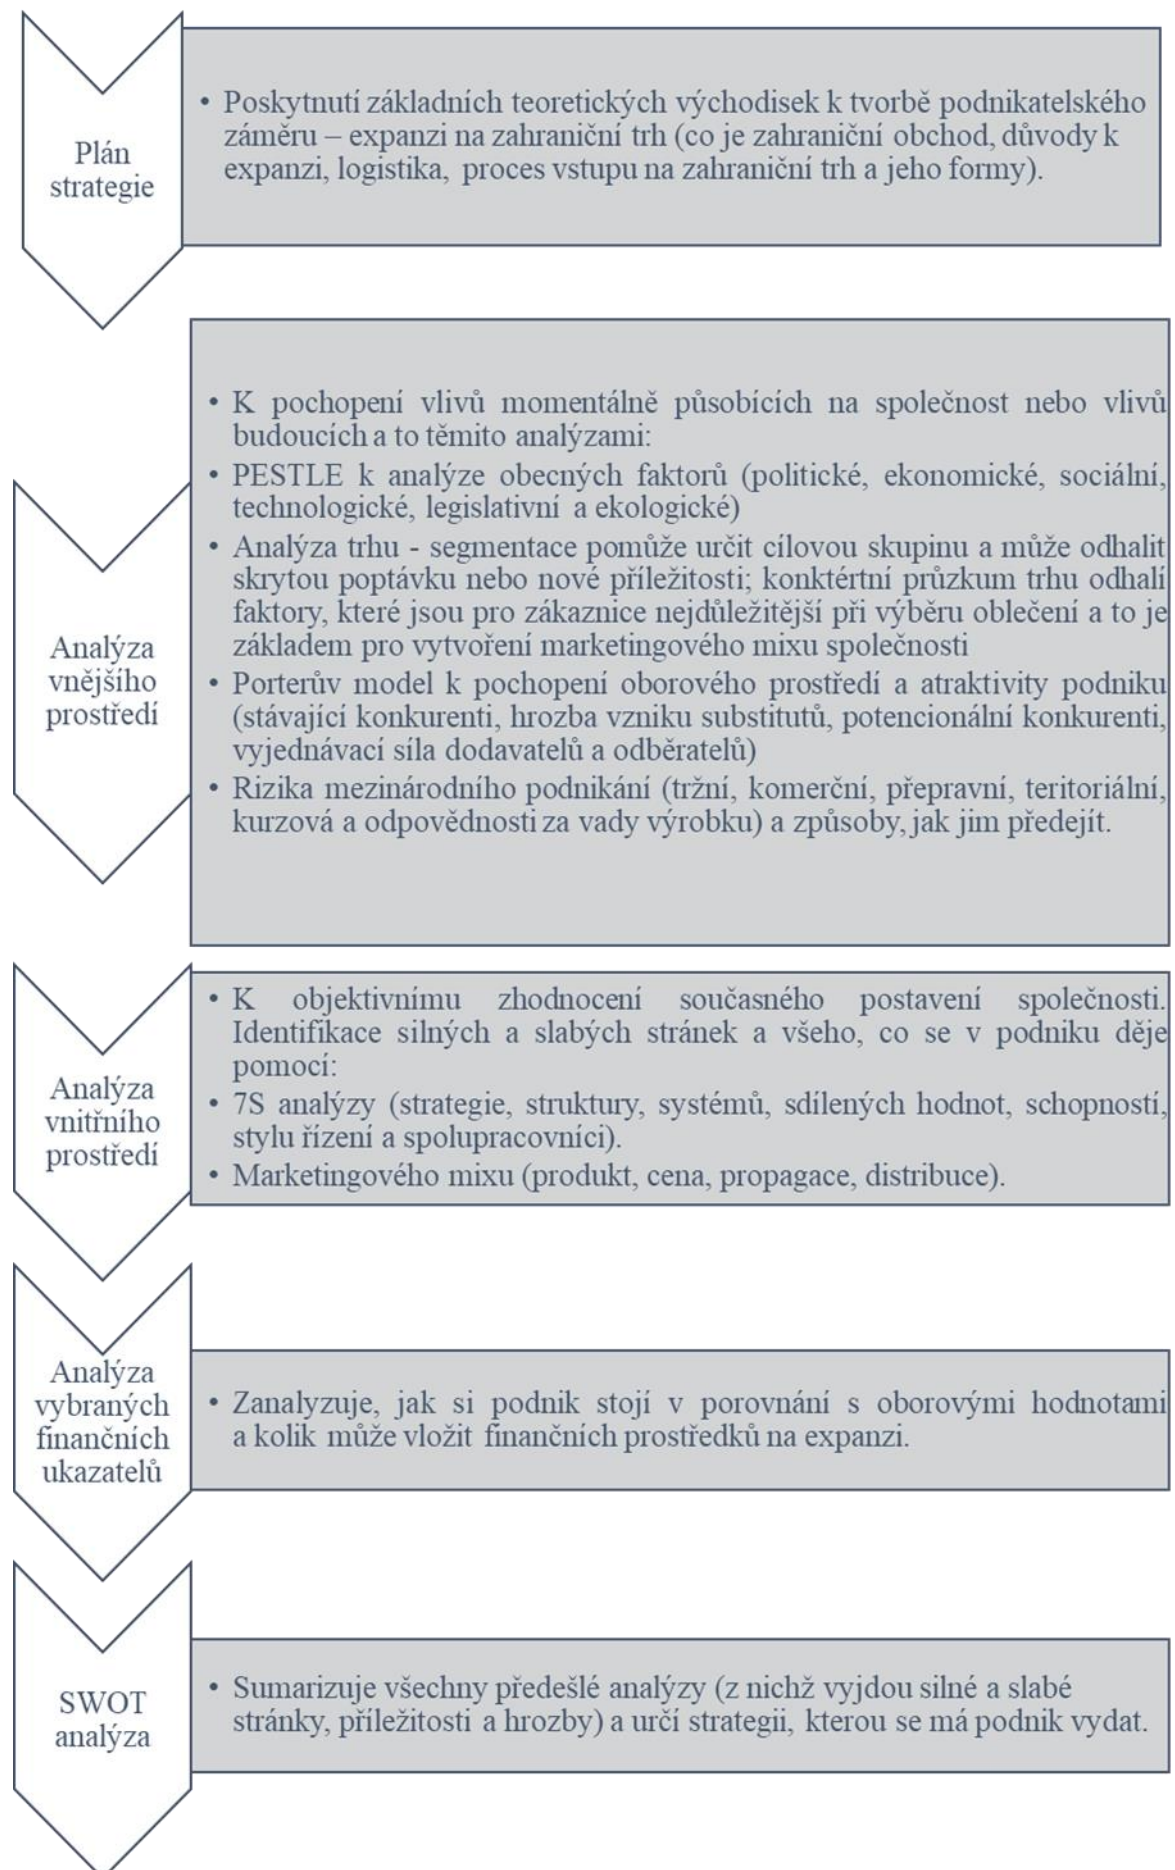 Plán
strategie
• Poskytnutí základních teoretických východisek k tvorbě podnikatelského
záměru – expanzi na zahraniční trh (co je zahraniční obchod, důvody k
expanzi, logistika, proces vstupu na zahraniční trh a jeho formy).
Analýza
vnějšího
prostředí
• K pochopení vlivů momentálně působících na společnost nebo vlivů
budoucích a to těmito analýzami:
• PESTLE k analýze obecných faktorů (politické, ekonomické, sociální,
technologické, legislativní a ekologické)
• Analýza trhu - segmentace pomůže určit cílovou skupinu a může odhalit
skrytou poptávku nebo nové příležitosti; konktértní průzkum trhu odhalí
faktory, které jsou pro zákaznice nejdůležitější při výběru oblečení a to je
základem pro vytvoření marketingového mixu společnosti
• Porterův model k pochopení oborového prostředí a atraktivity podniku
(stávající konkurenti, hrozba vzniku substitutů, potencionální konkurenti,
vyjednávací síla dodavatelů a odběratelů)
• Rizika mezinárodního podnikání (tržní, komerční, přepravní, teritoriální,
kurzová a odpovědnosti za vady výrobku) a způsoby, jak jim předejít.
Analýza
vnitřního
prostředí
• K objektivnímu zhodnocení současného postavení společnosti.
Identifikace silných a slabých stránek a všeho, co se v podniku děje
pomocí:
• 7S analýzy (strategie, struktury, systémů, sdílených hodnot, schopností,
stylu řízení a spolupracovníci).
• Marketingového mixu (produkt, cena, propagace, distribuce).
Analýza
vybraných
finančních
ukazatelů
• Zanalyzuje, jak si podnik stojí v porovnání s oborovými hodnotami
a kolik může vložit finančních prostředků na expanzi.
SWOT
analýza
• Sumarizuje všechny předešlé analýzy (z nichž vyjdou silné a slabé
stránky, příležitosti a hrozby) a určí strategii, kterou se má podnik vydat.